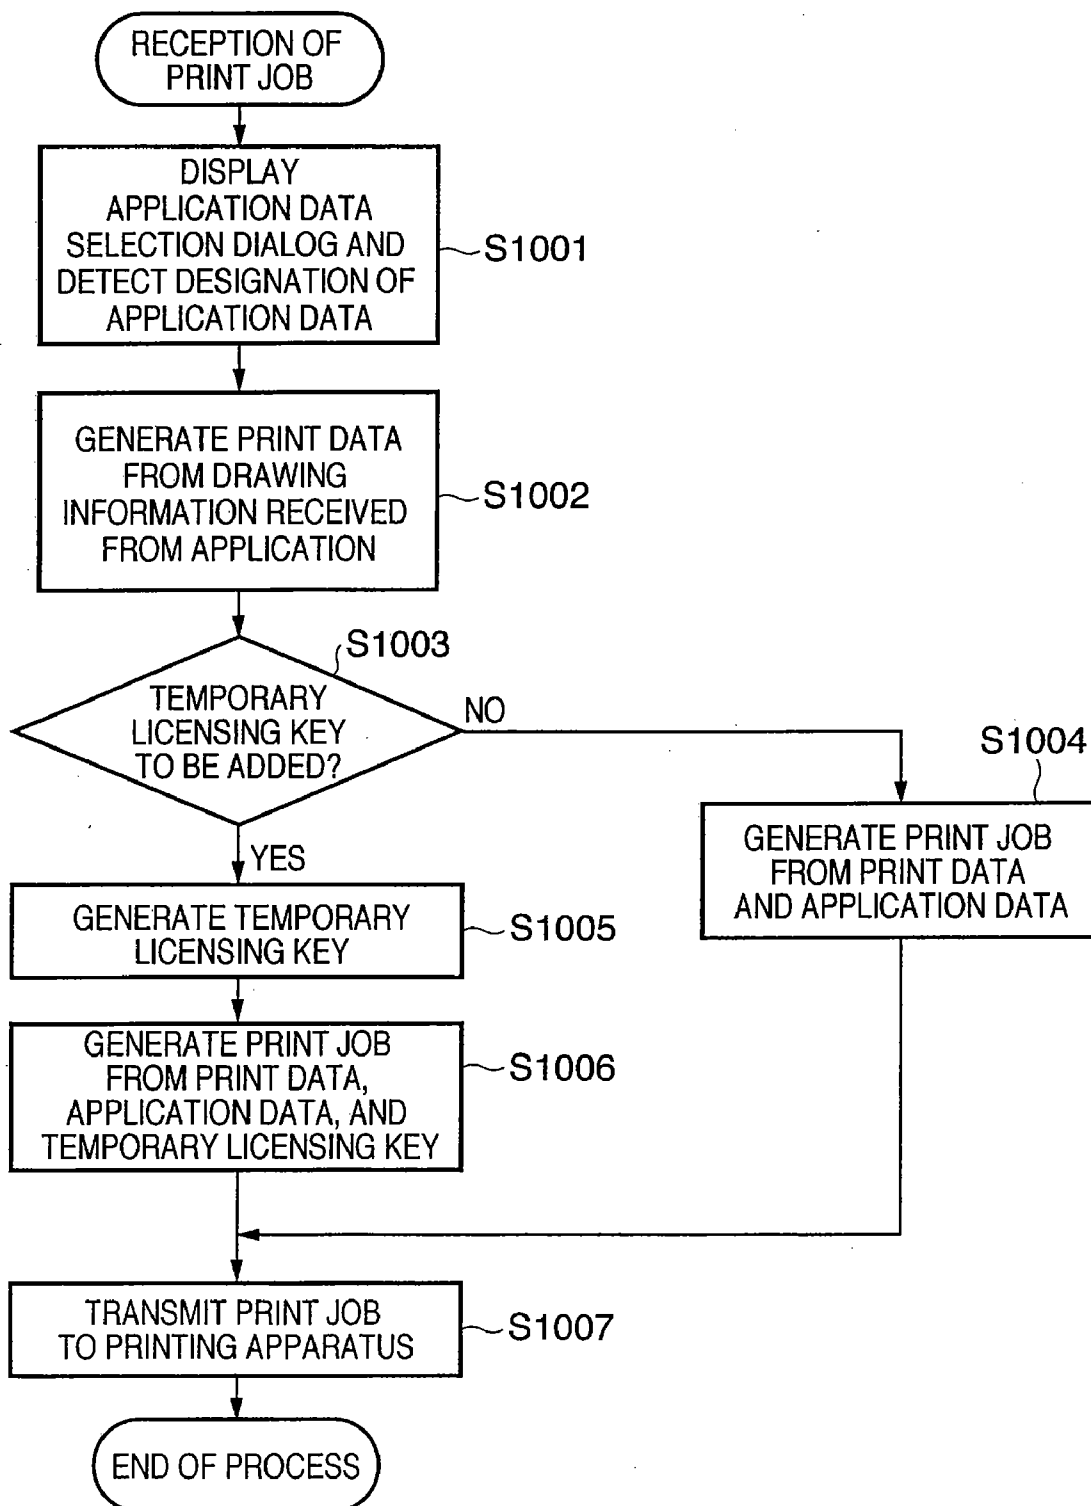 RECEPTION OF
PRINT JOB
DISPLAY
APPLICATION DATA
SELECTION DIALOG AND
DETECT DESIGNATION OF
APPLICATION DATA
S1001
GENERATE PRINT DATA
FROM DRAWING
INFORMATION RECEIVED
FROM APPLICATION
S1002
S1003
TEMPORARY
LICENSING KEY
TO BE ADDED?
NO
YES
S1004
GENERATE PRINT JOB
FROM PRINT DATA
AND APPLICATION DATA
GENERATE TEMPORARY
LICENSING KEY
S1005
GENERATE PRINT JOB
FROM PRINT DATA,
APPLICATION DATA, AND
TEMPORARY LICENSING KEY
S1006
TRANSMIT PRINT JOB
TO PRINTING APPARATUS
S1007
END OF PROCESS